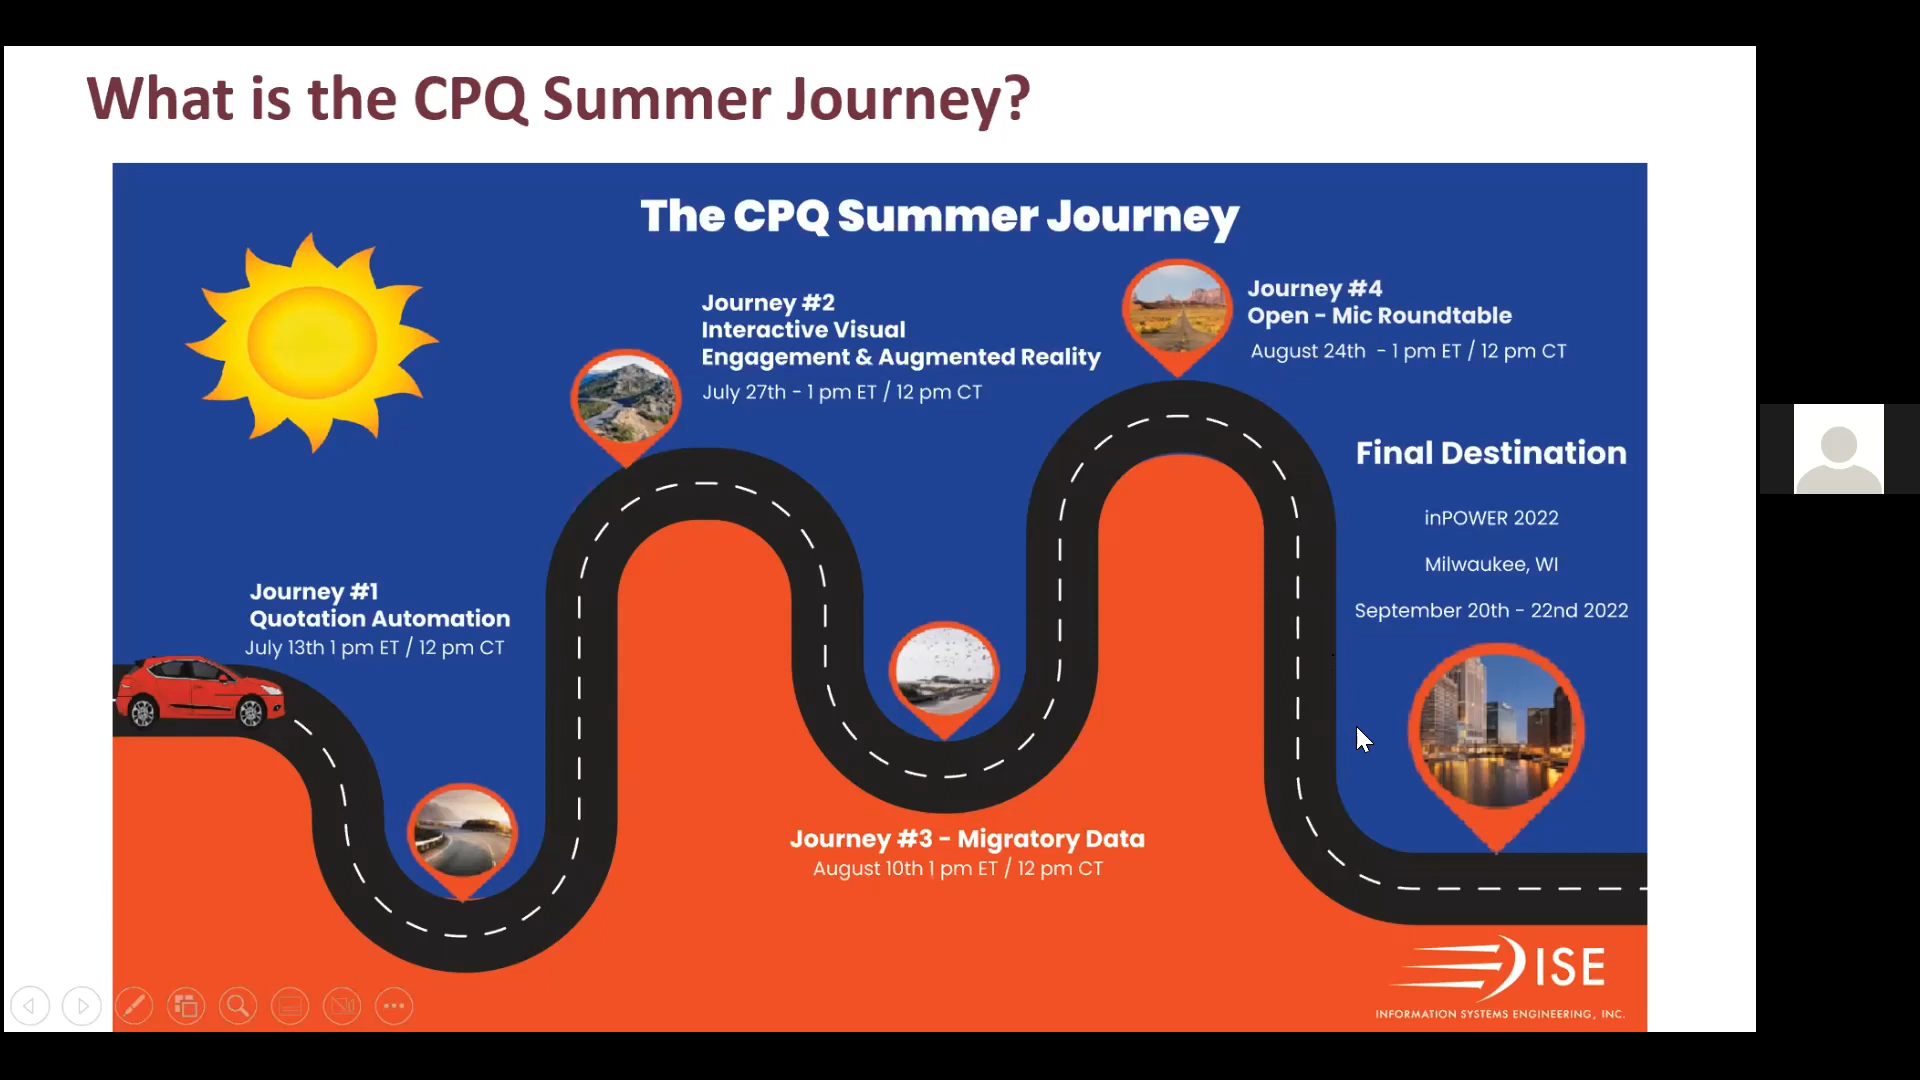 What is the CPQ Summer Journey?
The CPQ Summer Journey
Journey #1
Quotation Automation
July 13th 1 pm ET / 12 pm CT
Journey #2
Interactive Visual
Engagement & Augmented Reality
July 27th - 1 pm ET / 12 pm CT
Journey #3 - Migratory Data
August 10th 1 pm ET / 12 pm CT
Journey #4
Open - Mic Roundtable
August 24th - 1 pm ET / 12 pm CT
Final Destination
inPOWER 2022
Milwaukee, WI
September 20th - 22nd 2022
ISE
INFORMATION SYSTEMS ENGINEERING, INC.